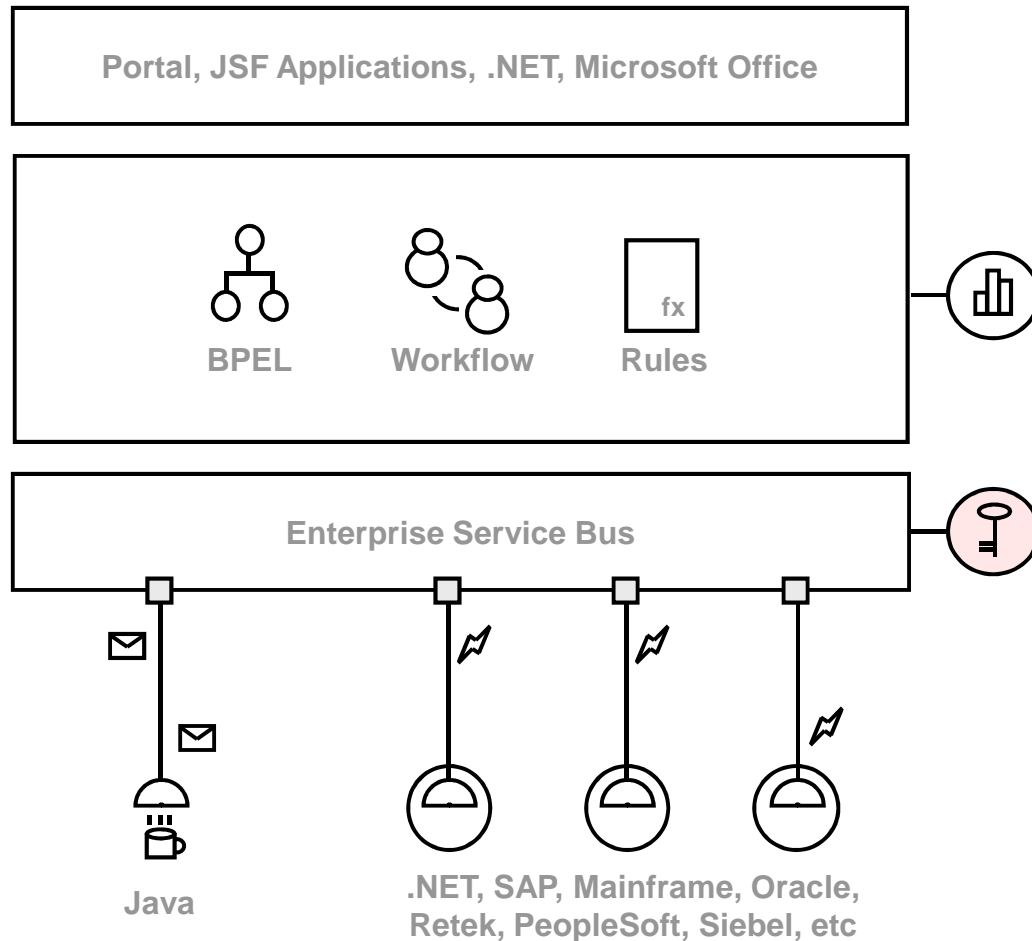 Portal, JSF Applications, .NET, Microsoft Office
fx
BPEL
Workflow
Rules
Enterprise Service Bus
Java
.NET, SAP, Mainframe, Oracle,
Retek, PeopleSoft, Siebel, etc